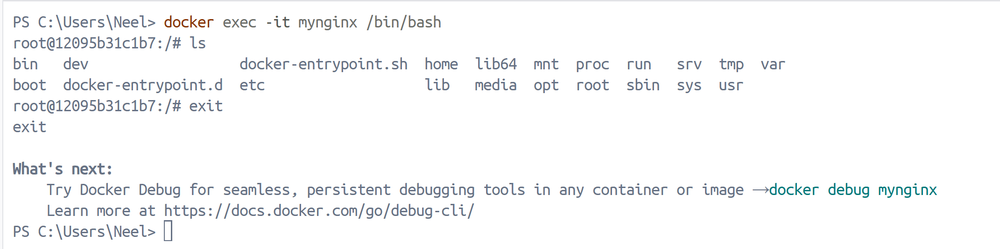 PS C:\Users\Neel> docker exec -it mynginx /bin/bash
root@12095b31c1b7:/# ls
bin   dev                  docker-entrypoint.sh  home  lib64  mnt  proc  run   srv  tmp  var
boot  docker-entrypoint.d  etc                   lib   media  opt  root  sbin  sys  usr
root@12095b31c1b7:/# exit
exit
What's next:
    Try Docker Debug for seamless, persistent debugging tools in any container or image → docker debug mynginx
    Learn more at https://docs.docker.com/go/debug-cli/
PS C:\Users\Neel>